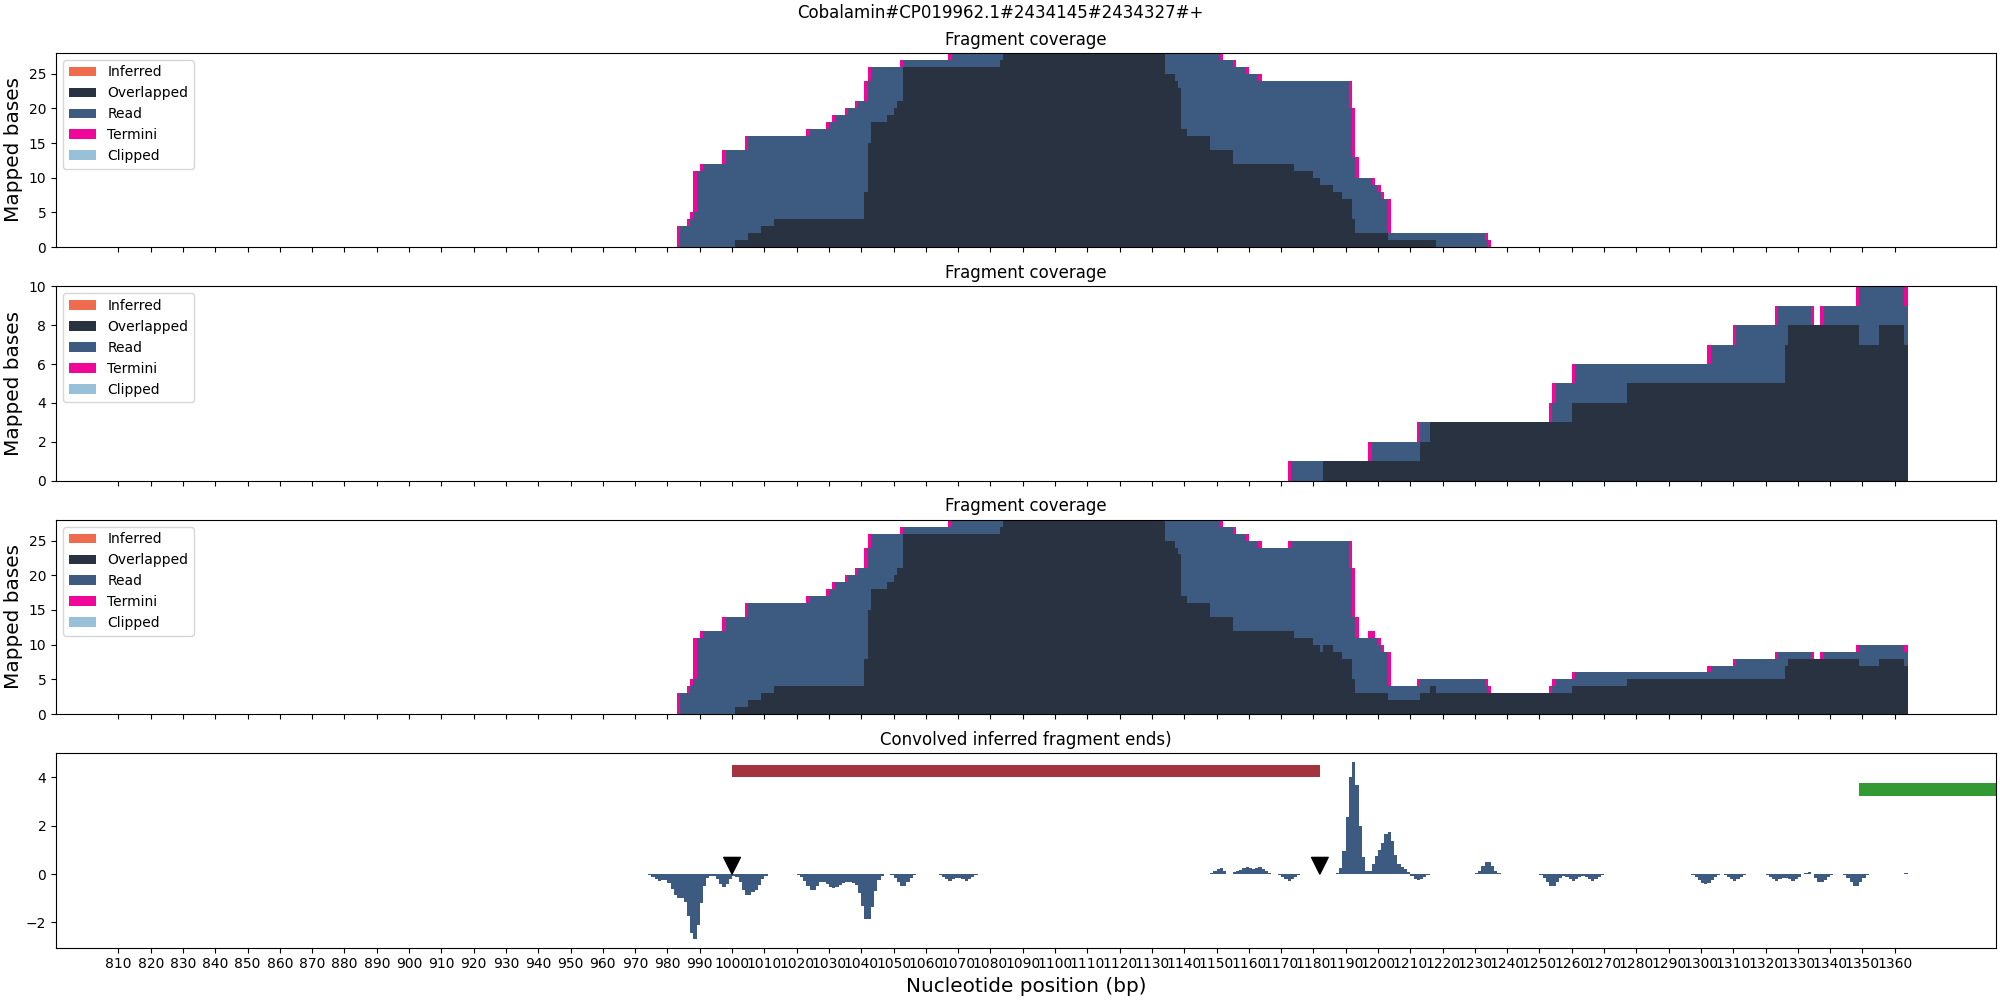 Cobalamin#CP019962.1#2434145#2434327#+
Fragment coverage
Mapped bases
25
20
15
10
5
0
Inferred
Overlapped
Read
Termini
Clipped
Fragment coverage
Mapped bases
10
8
6
4
2
0
Inferred
Overlapped
Read
Termini
Clipped
Fragment coverage
Mapped bases
25
20
15
10
5
0
Inferred
Overlapped
Read
Termini
Clipped
Convolved inferred fragment ends)
4
2
0
−2
810 820 830 840 850 860 870 880 890 900 910 920 930 940 950 960 970 980 990 1000 1010 1020 1030 1040 1050 1060 1070 1080 1090 1100 1110 1120 1130 1140 1150 1160 1170 1180 1190 1200 1210 1220 1230 1240 1250 1260 1270 1280 1290 1300 1310 1320 1330 1340 1350 1360
Nucleotide position (bp)